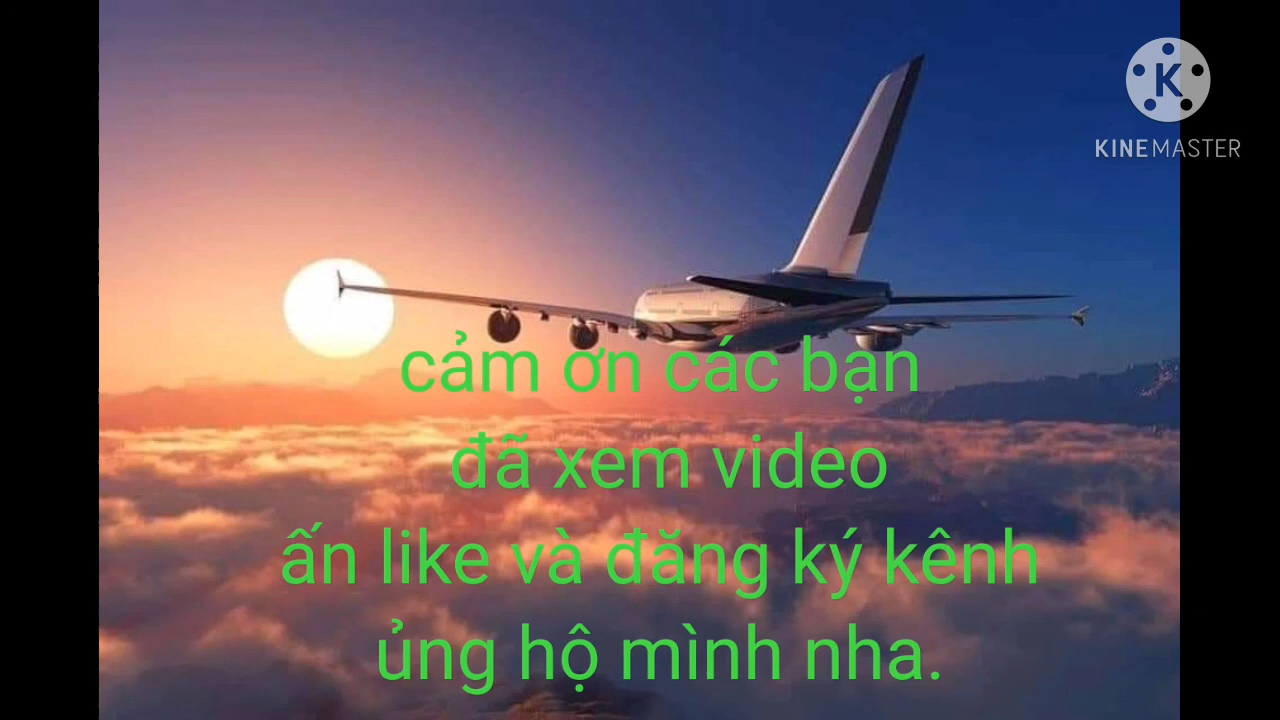 KINEMASTER
cảm ơn các bạn
đã xem video
ấn like và đăng ký kênh
ủng hộ mình nha.